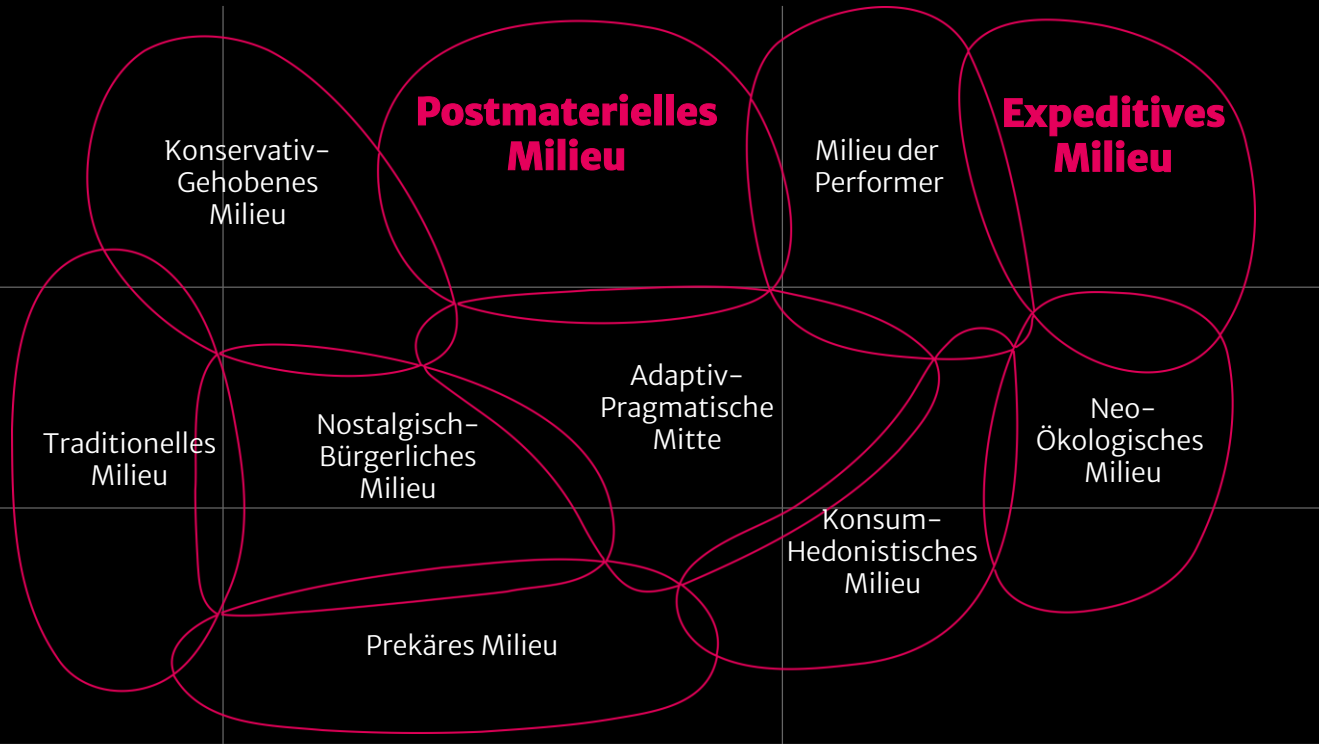 Konservativ-
Gehobenes
Milieu
Postmaterielles
Milieu
Milieu der
Performer
Expeditives
Milieu
Traditionelles
Milieu
Nostalgisch-
Bürgerliches
Milieu
Adaptiv-
Pragmatische
Mitte
Neo-
Ökologisches
Milieu
Konsum-
Hedonistisches
Milieu
Prekäres Milieu